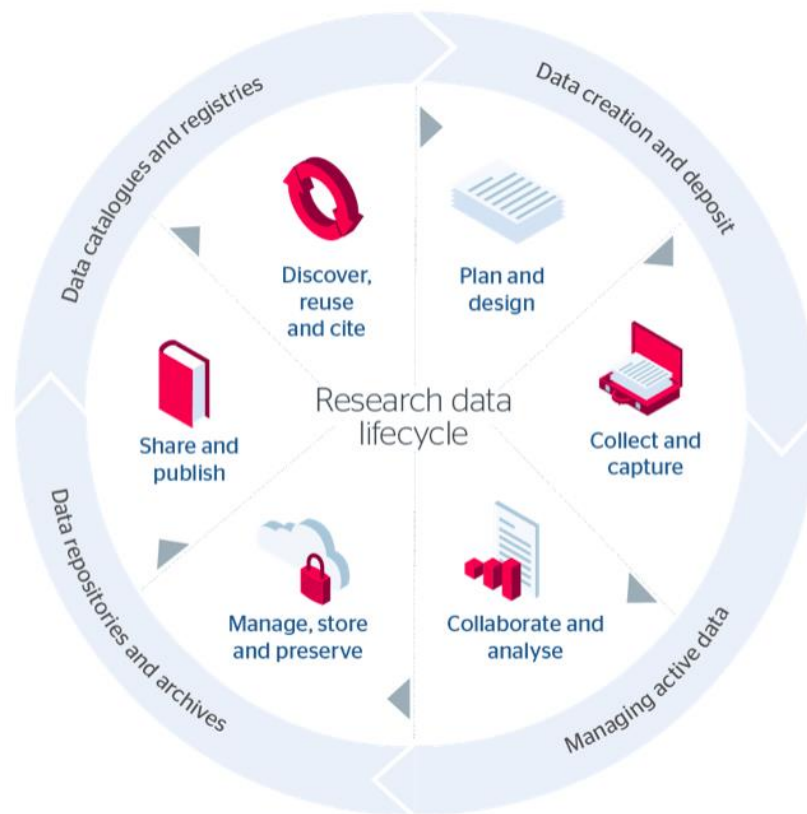 Data catalogues and registries
Data creation and deposit
Discover,
reuse
and cite
Plan and
design
Share and
publish
Research data
lifecycle
Collect and
capture
Manage, store
and preserve
Collaborate and
analyse
Data repositories and archives
Managing active data